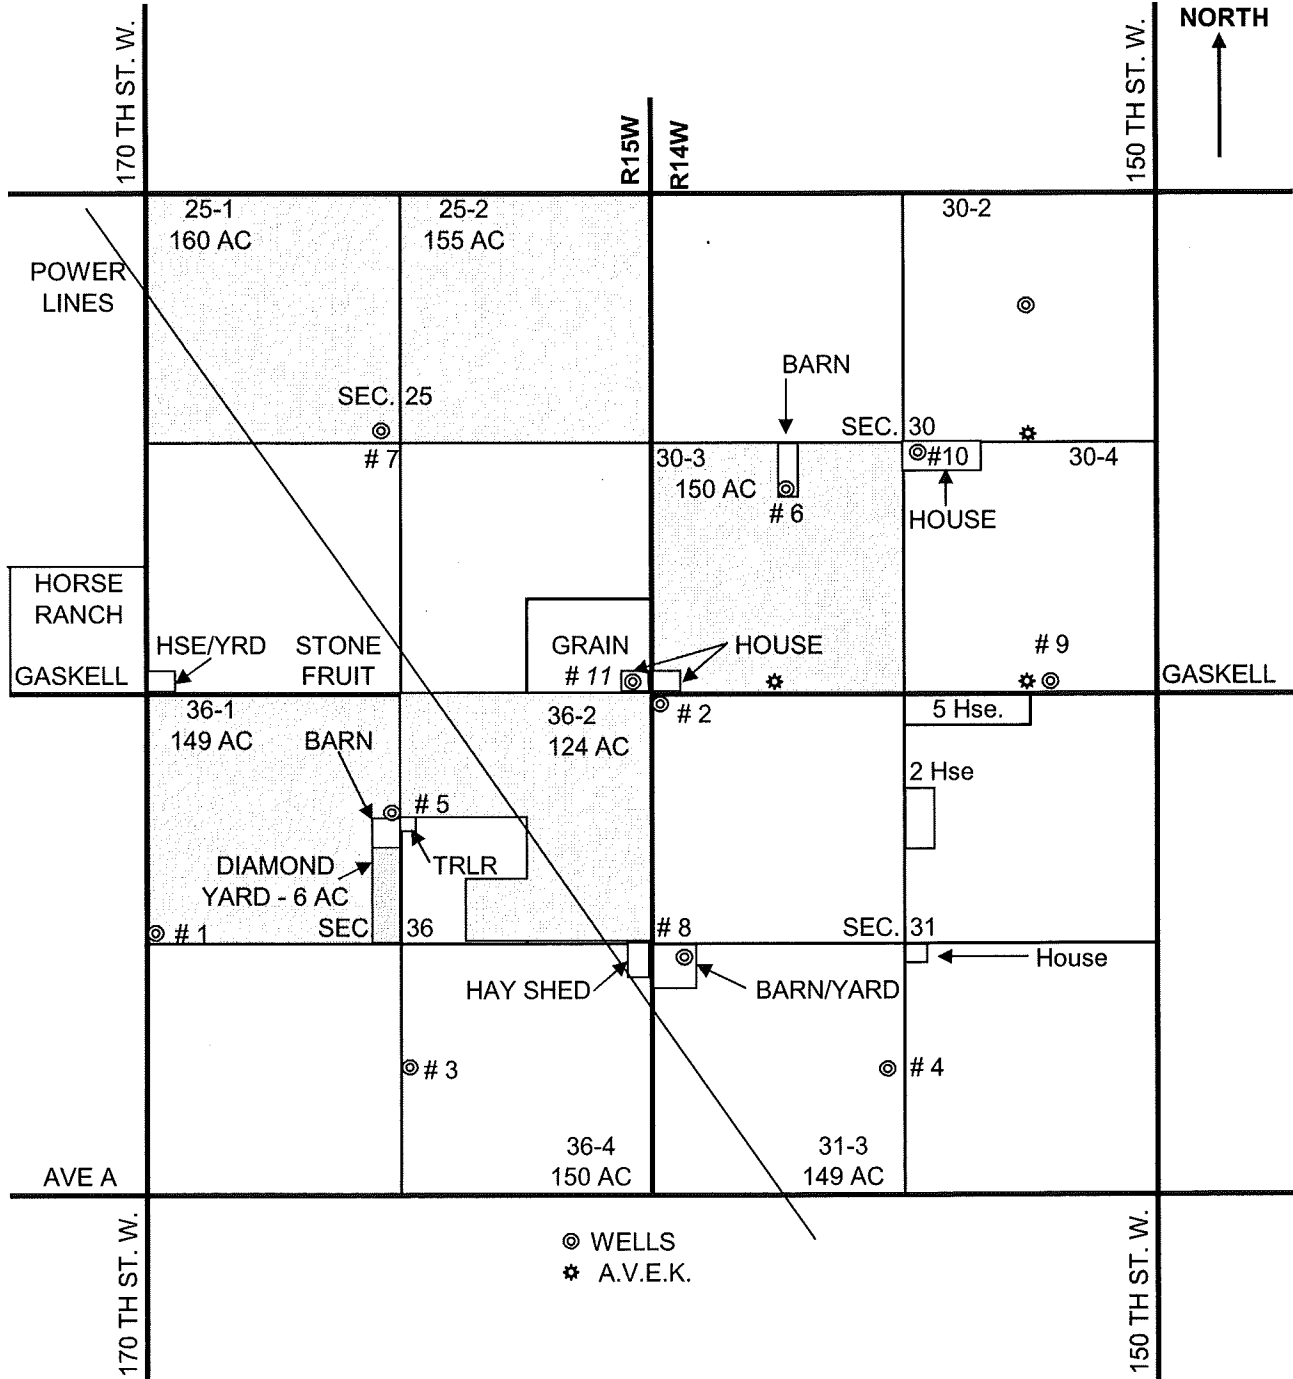 NORTH
170 TH ST. W.
R15W
R14W
150 TH ST. W.
25-1
160 AC
25-2
155 AC
30-2
POWER
LINES
BARN
SEC. 25
SEC. 30
# 7
30-3
150 AC
# 6
#10
30-4
HOUSE
HORSE
RANCH
HSE/YRD
STONE
FRUIT
GRAIN
# 11
HOUSE
# 9
GASKELL
GASKELL
36-1
149 AC
BARN
36-2
124 AC
# 2
5 Hse.
2 Hse
# 5
DIAMOND
YARD - 6 AC
TRLR
# 1
SEC 36
# 8
SEC. 31
House
HAY SHED
BARN/YARD
# 3
# 4
36-4
150 AC
31-3
149 AC
AVE A
WELLS
A.V.E.K.
170 TH ST. W.
150 TH ST. W.